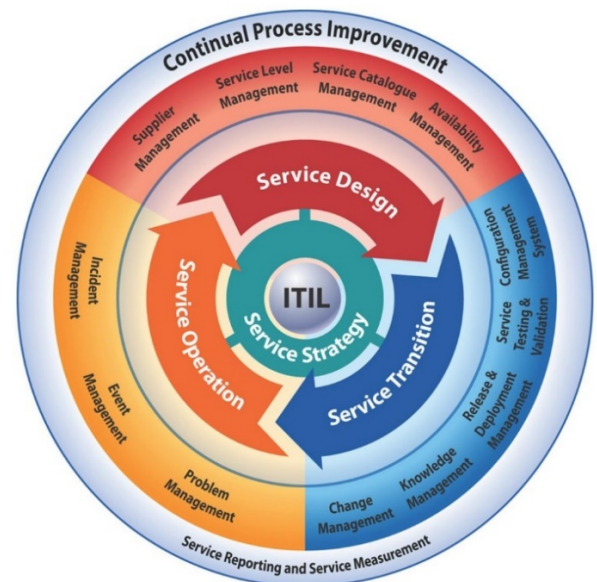 Continual Process Improvement
Supplier
Management
Service Level
Management
Service Catalogue
Management
Availability
Management
Service Design
Configuration
Management
System
Service
Testing &
Validation
Release &
Deployment
Management
Knowledge
Management
Change
Management
Service Transition
Incident
Management
Event
Management
Problem
Management
Service Operation
ITIL
Service Strategy
Service Reporting and Service Measurement